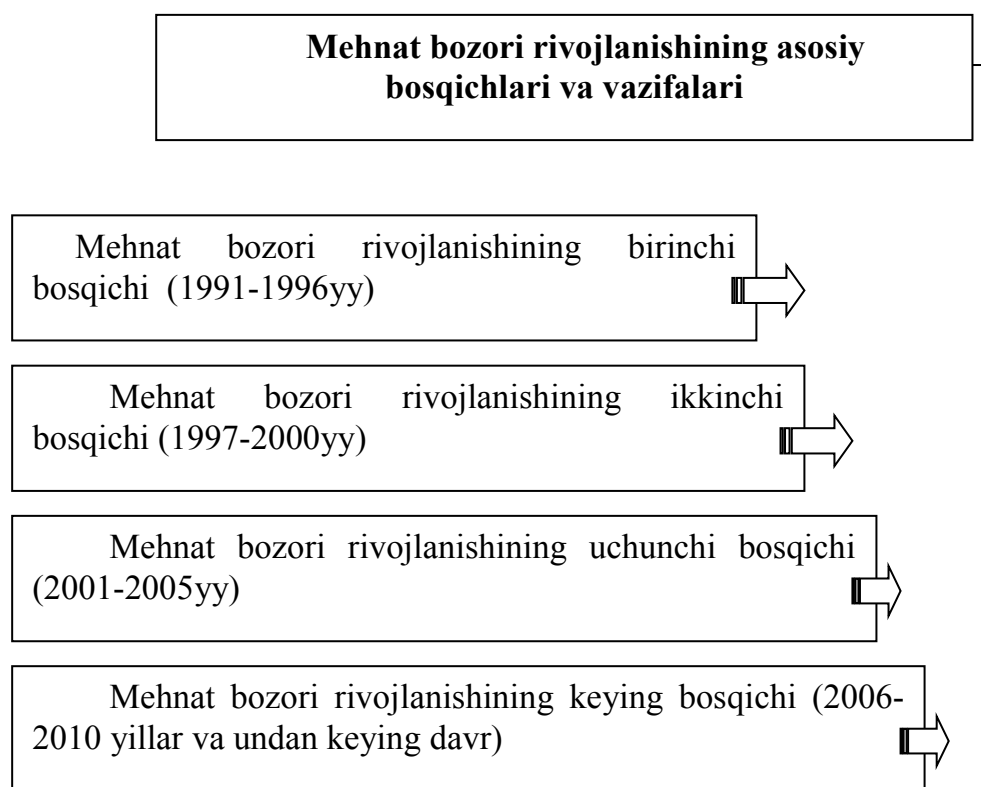 Mehnat bozori rivojlanishining asosiy
bosqichlari va vazifalari
Mehnat bozori rivojlanishining birinchi
bosqichi (1991-1996yy)
Mehnat bozori rivojlanishining ikkinchi
bosqichi (1997-2000yy)
Mehnat bozori rivojlanishining uchunchi bosqichi
(2001-2005yy)
Mehnat bozori rivojlanishining keying bosqichi (2006-
2010 yillar va undan keying davr)